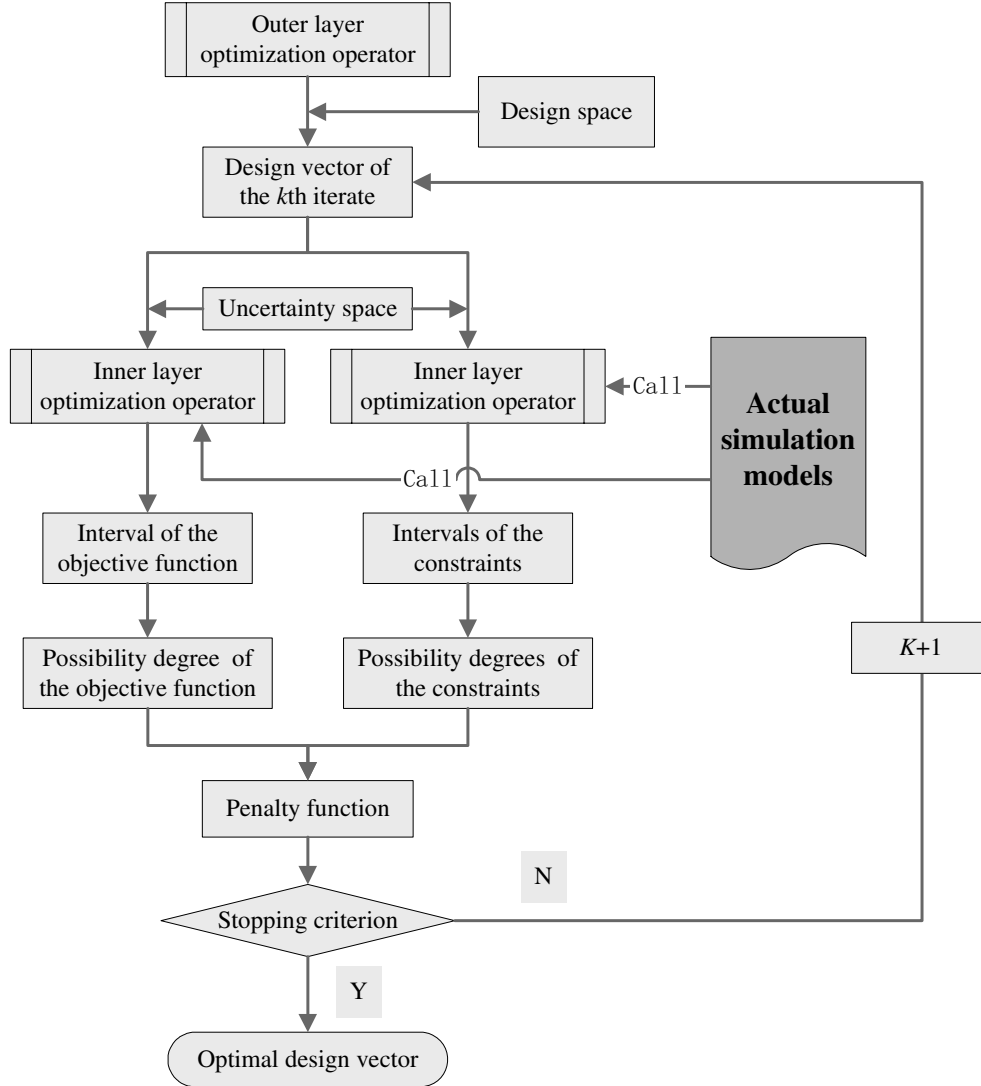 Outer layer
optimization operator
Design space
Design vector of
the kth iterate
Uncertainty space
Inner layer
optimization operator
Inner layer
optimization operator
Call
Actual
simulation
models
Call
Interval of the
objective function
Intervals of the
constraints
K+1
Possibility degree of
the objective function
Possibility degrees of
the constraints
Penalty function
N
Stopping criterion
Y
Optimal design vector